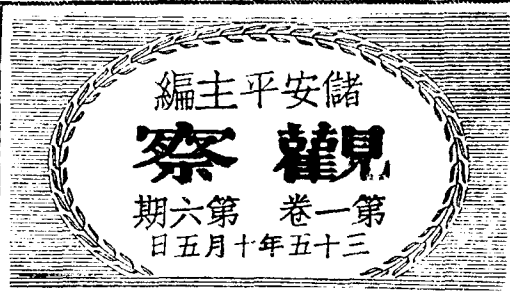 儲安平主編
觀察
第一卷 第六期
三十五年十月五日